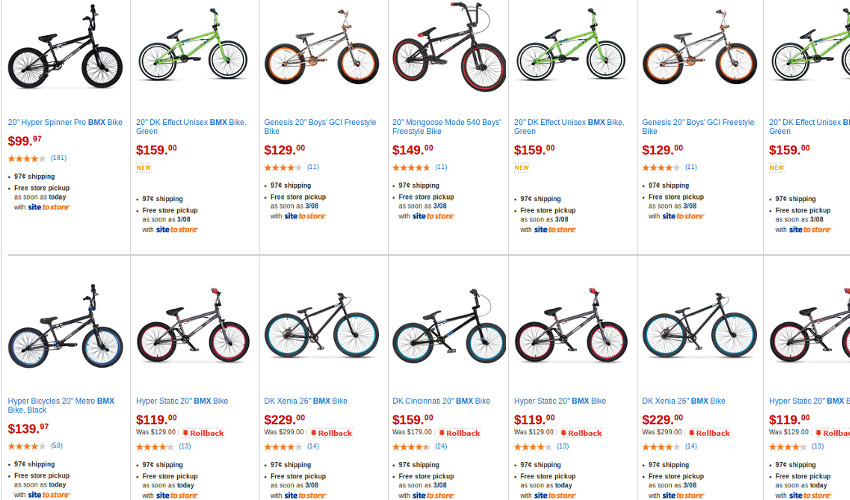 20" Hyper Spinner Pro BMX Bike
$99.97
(181)
97¢ shipping
Free store pickup
as soon as today
with site to store
20" DK Effect Unisex BMX Bike,
Green
$159.00
NEW
97¢ shipping
Free store pickup
as soon as 3/08
with site to store
Genesis 20" Boys' GCI Freestyle
Bike
$129.00
(11)
97¢ shipping
Free store pickup
as soon as 3/08
with site to store
20" Mongoose Mode 540 Boys'
Freestyle Bike
$149.00
(11)
97¢ shipping
Free store pickup
as soon as 3/08
with site to store
20" DK Effect Unisex BMX Bike,
Green
$159.00
NEW
97¢ shipping
Free store pickup
as soon as 3/08
with site to store
Genesis 20" Boys' GCI Freestyle
Bike
$129.00
(11)
97¢ shipping
Free store pickup
as soon as 3/08
with site to store
20" DK Effect Unisex BM
Green
$159.00
NEW
97¢ shipping
Free store pickup
as soon as 3/08
with site to store
Hyper Bicycles 20" Metro BMX
Bike, Black
$139.97
(50)
97¢ shipping
Free store pickup
as soon as today
with site to store
Hyper Static 20" BMX Bike
$119.00
Was $129.00 Rollback
(13)
97¢ shipping
Free store pickup
as soon as today
with site to store
DK Xenia 26" BMX Bike
$229.00
Was $299.00 Rollback
(14)
97¢ shipping
Free store pickup
as soon as 3/08
with site to store
DK Cincinnati 20" BMX Bike
$159.00
Was $179.00 Rollback
(24)
97¢ shipping
Free store pickup
as soon as 3/08
with site to store
Hyper Static 20" BMX Bike
$119.00
Was $129.00 Rollback
(13)
97¢ shipping
Free store pickup
as soon as today
with site to store
DK Xenia 26" BMX Bike
$229.00
Was $299.00 Rollback
(14)
97¢ shipping
Free store pickup
as soon as 3/08
with site to store
Hyper Static 20" BMX B
$119.00
Was $129.00 Rollback
(13)
97¢ shipping
Free store pickup
as soon as today
with site to store